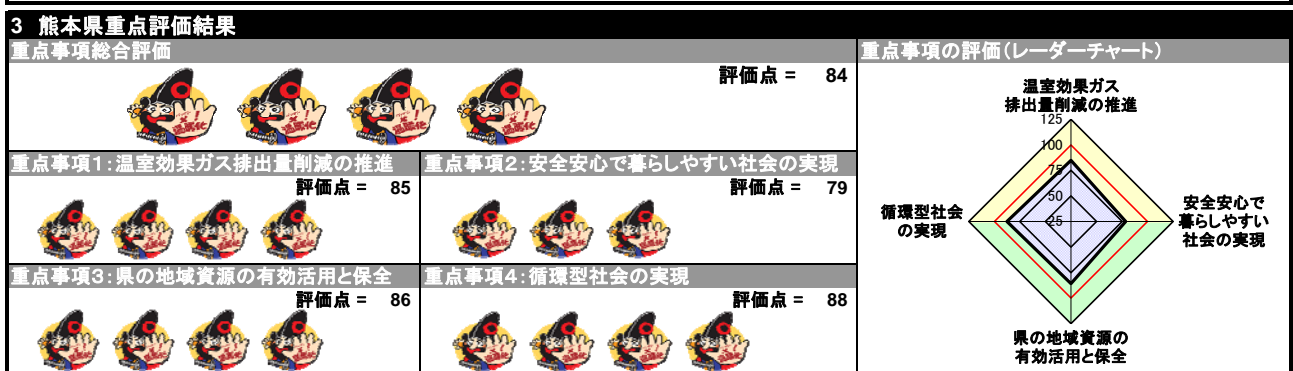 3 熊本県重点評価結果
重点事項総合評価
評価点 = 84
重点事項1:温室効果ガス排出量削減の推進
評価点 = 85
重点事項2:安全安心で暮らしやすい社会の実現
評価点 = 79
重点事項3:県の地域資源の有効活用と保全
評価点 = 86
重点事項4:循環型社会の実現
評価点 = 88
重点事項の評価(レーダーチャート)
温室効果ガス
排出量削減の推進
125
100
75
50
25
循環型社会
の実現
安全安心で
暮らしやすい
社会の実現
県の地域資源の
有効活用と保全